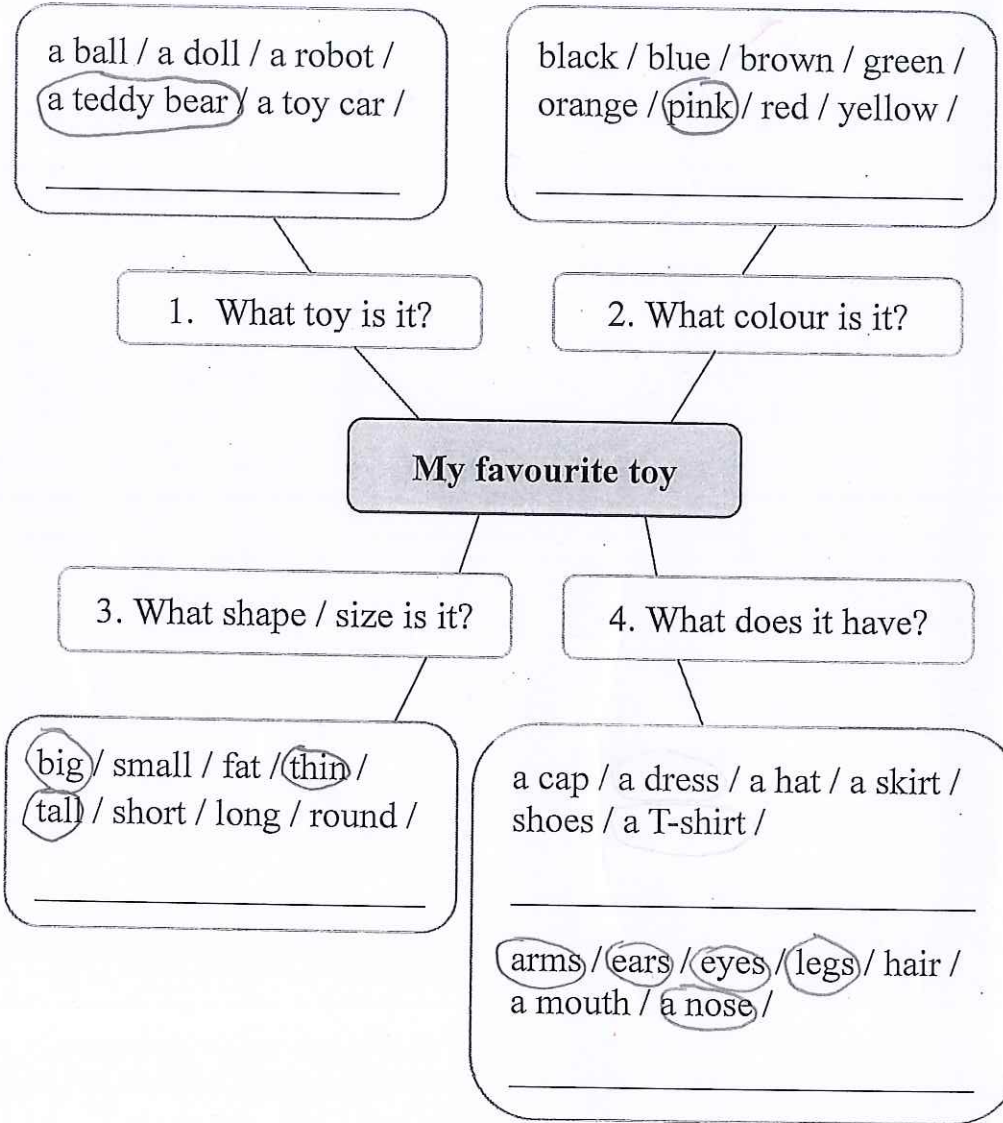 a ball / a doll / a robot /
a teddy bear / a toy car /
black / blue / brown / green /
orange / pink / red / yellow /
1. What toy is it?
2. What colour is it?
My favourite toy
3. What shape / size is it?
4. What does it have?
big / small / fat / thin /
tall / short / long / round /
a cap / a dress / a hat / a skirt /
shoes / a T-shirt /
arms / ears / eyes / legs / hair /
a mouth / a nose /